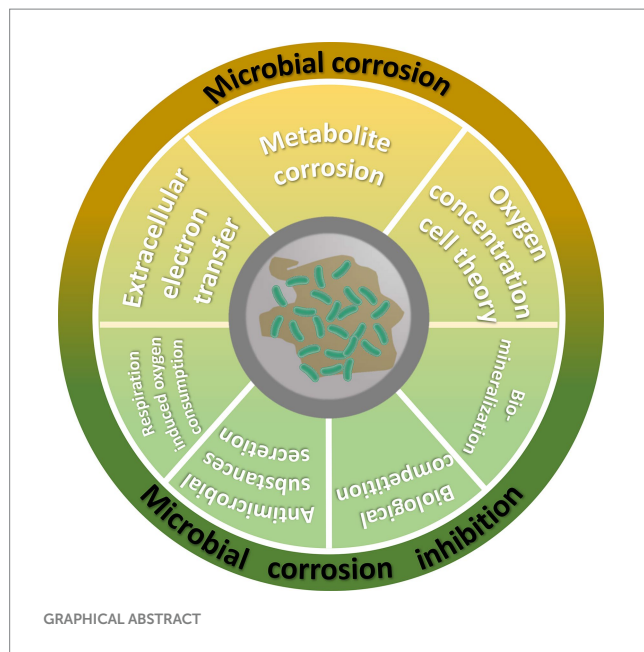 Microbial corrosion
Metabolite
corrosion
Extracellular
electron
transfer
Oxygen
concentration
cell theory
Respiration
induced oxygen
consumption
Antimicrobial
substances
secretion
Biological
competition
Bio-
mineralization
Microbial corrosion inhibition
GRAPHICAL ABSTRACT